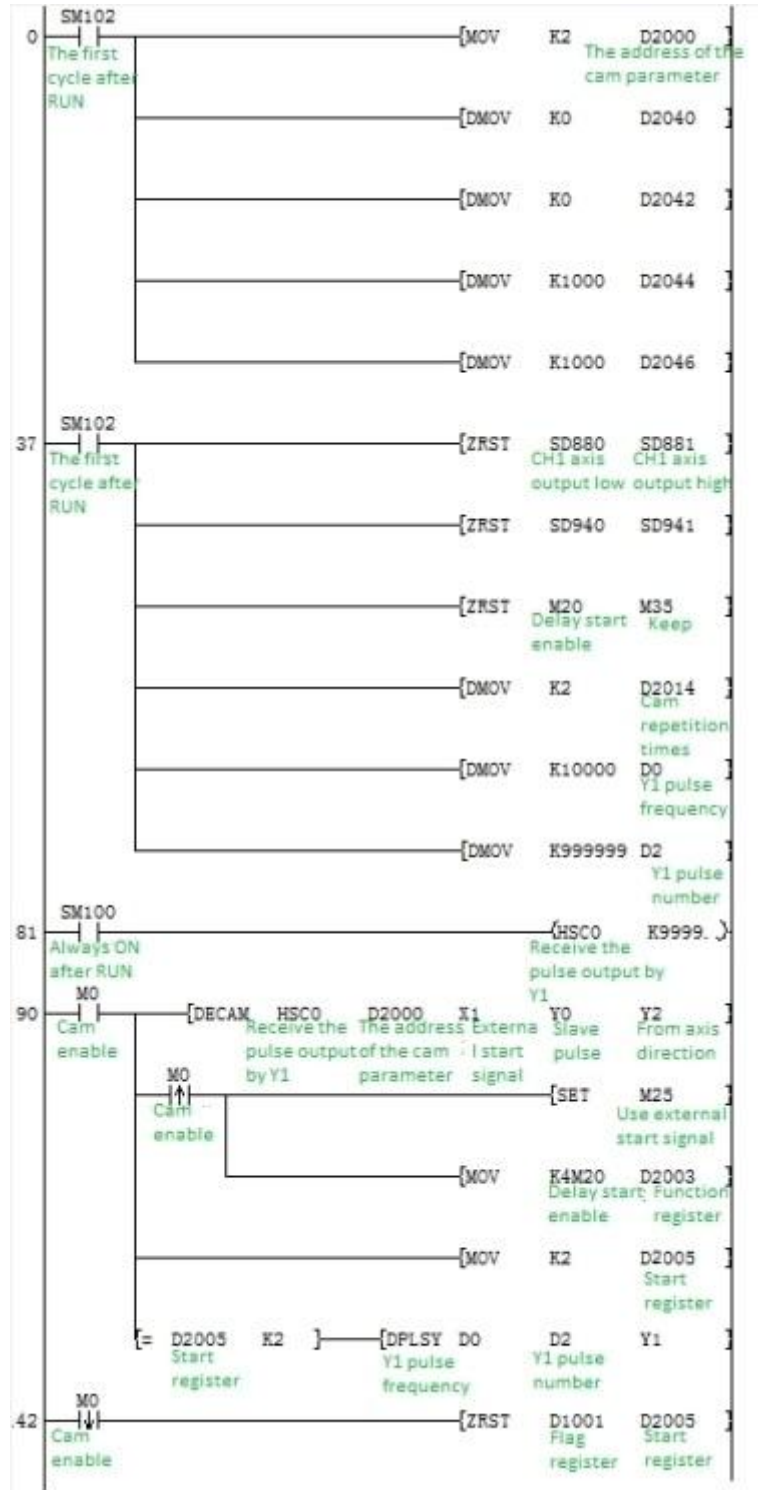 SM102
0 [MOV K2 D2000
The first The address of the
cycle after cam parameter
RUN
[DMOV K0 D2040 ]
[DMOV K0 D2042 ]
[DMOV K1000 D2044 ]
[DMOV K1000 D2046 ]
SM102
37 [ZRST SD880 SD881 ]
The first CH1 axis CH1 axis
cycle after output low output high
RUN
[ZRST SD940 SD941 ]
[ZRST M20 M35 ]
Delay start Keep
enable
[DMOV K2 D2014 ]
Cam
repetition
times
[DMOV K10000 D0 ]
Y1 pulse
frequency
[DMOV K999999 D2 ]
Y1 pulse
number
SM100
81 (HSC0 K9999. )
Always ON Receive the
after RUN pulse output by
Y1
M0
90 [DECAM HSC0 D2000 X1 Y0 Y2 ]
Cam Receive the The address Externa Slave From axis
enable pulse output of the cam l start pulse direction
by Y1 parameter signal
M0
[SET M25 ]
Cam Use external
enable start signal
[MOV K4M20 D2003 ]
Delay start Function
enable register
[MOV K2 D2005 ]
Start
register
[= D2005 K2 ] [DPLSY D0 D2 Y1 ]
Start Y1 pulse Y1 pulse
register frequency number
M0
.42 [ZRST D1001 D2005 ]
Cam Flag Start
enable register register